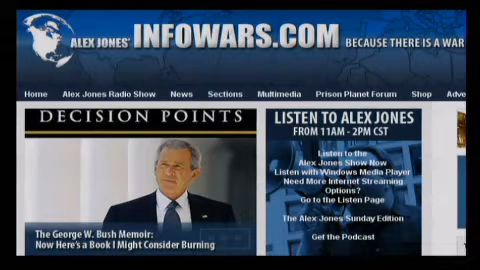 ALEX JONES' INFOWARS.COM BECAUSE THERE IS A WAR
Home Alex Jones Radio Show News Sections Multimedia Prison Planet Forum Shop Adve
DECISION POINTS
The George W. Bush Memoir:
Now Here's a Book I Might Consider Burning
LISTEN TO ALEX JONES
FROM 11AM - 2PM CST
Listen to the
Alex Jones Show Now
Listen with Windows Media Player
Need More Internet Streaming
Options?
Go to the Listen Page
The Alex Jones Sunday Edition
Get the Podcast